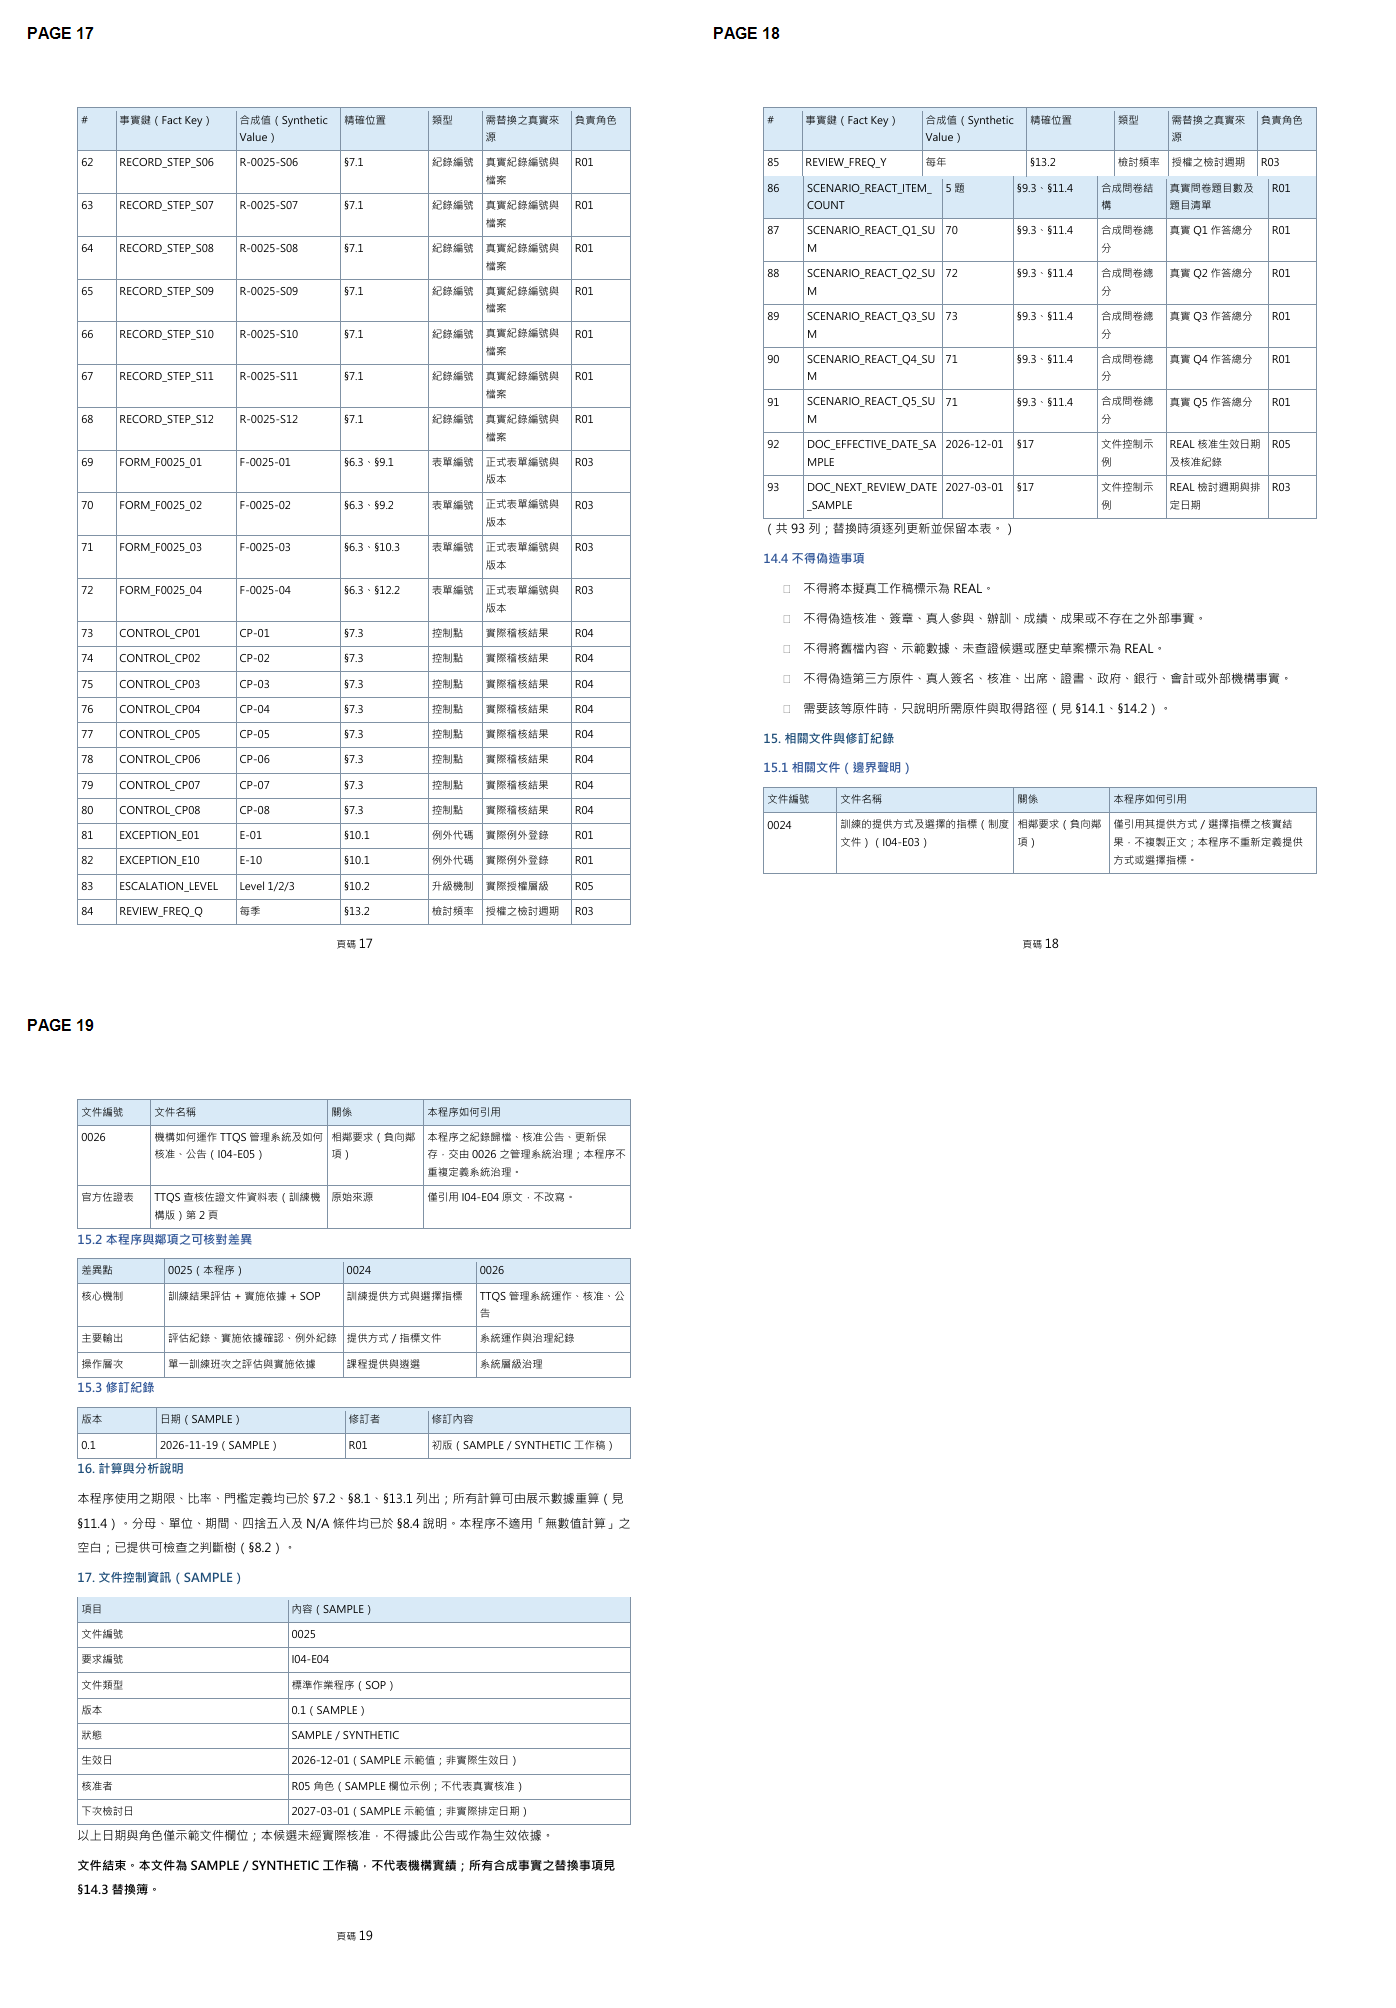 PAGE 17
# 事實鍵（Fact Key） 合成值（Synthetic Value） 精確位置 類型 需替換之真實來源 負責角色
62 RECORD_STEP_S06 R-0025-S06 §7.1 紀錄編號 真實紀錄編號與檔案 R01
63 RECORD_STEP_S07 R-0025-S07 §7.1 紀錄編號 真實紀錄編號與檔案 R01
64 RECORD_STEP_S08 R-0025-S08 §7.1 紀錄編號 真實紀錄編號與檔案 R01
65 RECORD_STEP_S09 R-0025-S09 §7.1 紀錄編號 真實紀錄編號與檔案 R01
66 RECORD_STEP_S10 R-0025-S10 §7.1 紀錄編號 真實紀錄編號與檔案 R01
67 RECORD_STEP_S11 R-0025-S11 §7.1 紀錄編號 真實紀錄編號與檔案 R01
68 RECORD_STEP_S12 R-0025-S12 §7.1 紀錄編號 真實紀錄編號與檔案 R01
69 FORM_F0025_01 F-0025-01 §6.3、§9.1 表單編號 正式表單編號與版本 R03
70 FORM_F0025_02 F-0025-02 §6.3、§9.2 表單編號 正式表單編號與版本 R03
71 FORM_F0025_03 F-0025-03 §6.3、§10.3 表單編號 正式表單編號與版本 R03
72 FORM_F0025_04 F-0025-04 §6.3、§12.2 表單編號 正式表單編號與版本 R03
73 CONTROL_CP01 CP-01 §7.3 控制點 實際稽核結果 R04
74 CONTROL_CP02 CP-02 §7.3 控制點 實際稽核結果 R04
75 CONTROL_CP03 CP-03 §7.3 控制點 實際稽核結果 R04
76 CONTROL_CP04 CP-04 §7.3 控制點 實際稽核結果 R04
77 CONTROL_CP05 CP-05 §7.3 控制點 實際稽核結果 R04
78 CONTROL_CP06 CP-06 §7.3 控制點 實際稽核結果 R04
79 CONTROL_CP07 CP-07 §7.3 控制點 實際稽核結果 R04
80 CONTROL_CP08 CP-08 §7.3 控制點 實際稽核結果 R04
81 EXCEPTION_E01 E-01 §10.1 例外代碼 實際例外登錄 R01
82 EXCEPTION_E10 E-10 §10.1 例外代碼 實際例外登錄 R01
83 ESCALATION_LEVEL Level 1/2/3 §10.2 升級機制 實際授權層級 R05
84 REVIEW_FREQ_Q 每季 §13.2 檢討頻率 授權之檢討週期 R03
頁碼 17
PAGE 18
# 事實鍵（Fact Key） 合成值（Synthetic Value） 精確位置 類型 需替換之真實來源 負責角色
85 REVIEW_FREQ_Y 每年 §13.2 檢討頻率 授權之檢討週期 R03
86 SCENARIO_REACT_ITEM_COUNT 5 題 §9.3、§11.4 合成問卷結構 真實問卷題目數及題目清單 R01
87 SCENARIO_REACT_Q1_SUM 70 §9.3、§11.4 合成問卷總分 真實 Q1 作答總分 R01
88 SCENARIO_REACT_Q2_SUM 72 §9.3、§11.4 合成問卷總分 真實 Q2 作答總分 R01
89 SCENARIO_REACT_Q3_SUM 73 §9.3、§11.4 合成問卷總分 真實 Q3 作答總分 R01
90 SCENARIO_REACT_Q4_SUM 71 §9.3、§11.4 合成問卷總分 真實 Q4 作答總分 R01
91 SCENARIO_REACT_Q5_SUM 71 §9.3、§11.4 合成問卷總分 真實 Q5 作答總分 R01
92 DOC_EFFECTIVE_DATE_SAMPLE 2026-12-01 §17 文件控制示例 REAL 核准生效日期及核准紀錄 R05
93 DOC_NEXT_REVIEW_DATE_SAMPLE 2027-03-01 §17 文件控制示例 REAL 檢討週期與排定日期 R03
（共 93 列；替換時須逐列更新並保留本表。）
14.4 不得偽造事項
□ 不得將本擬真工作稿標示為 REAL。
□ 不得偽造核准、簽章、真人參與、辦訓、成績、成果或不存在之外部事實。
□ 不得將舊檔內容、示範數據、未查證候選或歷史草案標示為 REAL。
□ 不得偽造第三方原件、真人簽名、核准、出席、證書、政府、銀行、會計或外部機構事實。
□ 需要該等原件時，只說明所需原件與取得路徑（見 §14.1、§14.2）。
15. 相關文件與修訂紀錄
15.1 相關文件（邊界聲明）
文件編號 文件名稱 關係 本程序如何引用
0024 訓練的提供方式及選擇的指標（制度文件）（I04-E03） 相鄰要求（負向鄰項） 僅引用其提供方式／選擇指標之核實結果，不複製正文；本程序不重新定義提供方式或選擇指標。
頁碼 18
PAGE 19
文件編號 文件名稱 關係 本程序如何引用
0026 機構如何運作 TTQS 管理系統及如何核准、公告（I04-E05） 相鄰要求（負向鄰項） 本程序之紀錄歸檔、核准公告、更新保存，交由 0026 之管理系統治理；本程序不重複定義系統治理。
官方佐證表 TTQS 查核佐證文件資料表（訓練機構版）第 2 頁 原始來源 僅引用 I04-E04 原文，不改寫。
15.2 本程序與鄰項之可核對差異
差異點 0025（本程序） 0024 0026
核心機制 訓練結果評估 + 實施依據 + SOP 訓練提供方式與選擇指標 TTQS 管理系統運作、核准、公告
主要輸出 評估紀錄、實施依據確認、例外紀錄 提供方式 / 指標文件 系統運作與治理紀錄
操作層次 單一訓練班次之評估與實施依據 課程提供與遴選 系統層級治理
15.3 修訂紀錄
版本 日期（SAMPLE） 修訂者 修訂內容
0.1 2026-11-19（SAMPLE） R01 初版（SAMPLE / SYNTHETIC 工作稿）
16. 計算與分析說明
本程序使用之期限、比率、門檻定義均已於 §7.2、§8.1、§13.1 列出；所有計算可由展示數據重算（見
§11.4）。分母、單位、期間、四捨五入及 N/A 條件均已於 §8.4 說明。本程序不適用「無數值計算」之
空白；已提供可檢查之判斷樹（§8.2）。
17. 文件控制資訊（SAMPLE）
項目 內容（SAMPLE）
文件編號 0025
要求編號 I04-E04
文件類型 標準作業程序（SOP）
版本 0.1（SAMPLE）
狀態 SAMPLE / SYNTHETIC
生效日 2026-12-01（SAMPLE 示範值；非實際生效日）
核准者 R05 角色（SAMPLE 欄位示例；不代表真實核准）
下次檢討日 2027-03-01（SAMPLE 示範值；非實際排定日期）
以上日期與角色僅示範文件欄位；本候選未經實際核准，不得據此公告或作為生效依據。
文件結束。本文件為 SAMPLE / SYNTHETIC 工作稿，不代表機構實績；所有合成事實之替換事項見
§14.3 替換簿。
頁碼 19